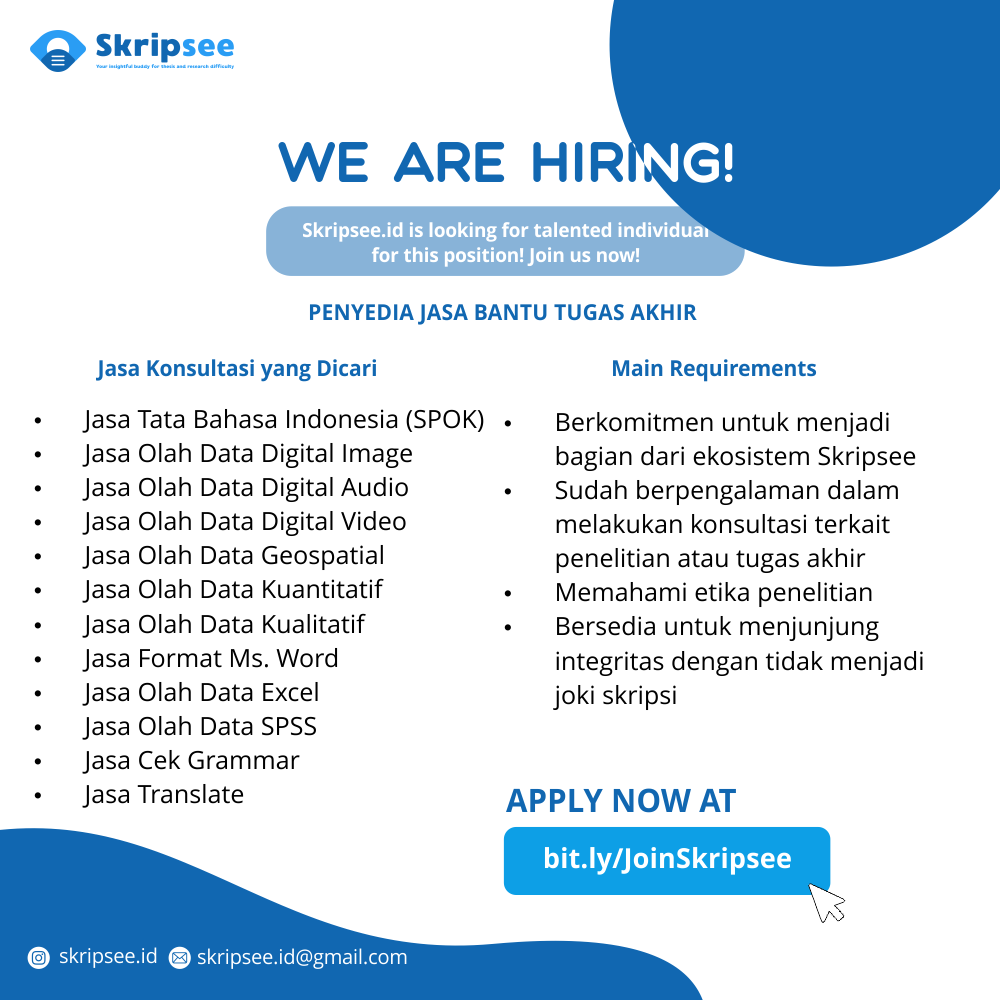 Skripsee
Your insightful buddy for thesis and research difficulty
WE ARE HIRING!
Skripsee.id is looking for talented individual
for this position! Join us now!
PENYEDIA JASA BANTU TUGAS AKHIR
Jasa Konsultasi yang Dicari
• Jasa Tata Bahasa Indonesia (SPOK)
• Jasa Olah Data Digital Image
• Jasa Olah Data Digital Audio
• Jasa Olah Data Digital Video
• Jasa Olah Data Geospatial
• Jasa Olah Data Kuantitatif
• Jasa Olah Data Kualitatif
• Jasa Format Ms. Word
• Jasa Olah Data Excel
• Jasa Olah Data SPSS
• Jasa Cek Grammar
• Jasa Translate
Main Requirements
• Berkomitmen untuk menjadi
bagian dari ekosistem Skripsee
• Sudah berpengalaman dalam
melakukan konsultasi terkait
penelitian atau tugas akhir
• Memahami etika penelitian
• Bersedia untuk menjunjung
integritas dengan tidak menjadi
joki skripsi
APPLY NOW AT
bit.ly/JoinSkripsee
skripsee.id skripsee.id@gmail.com